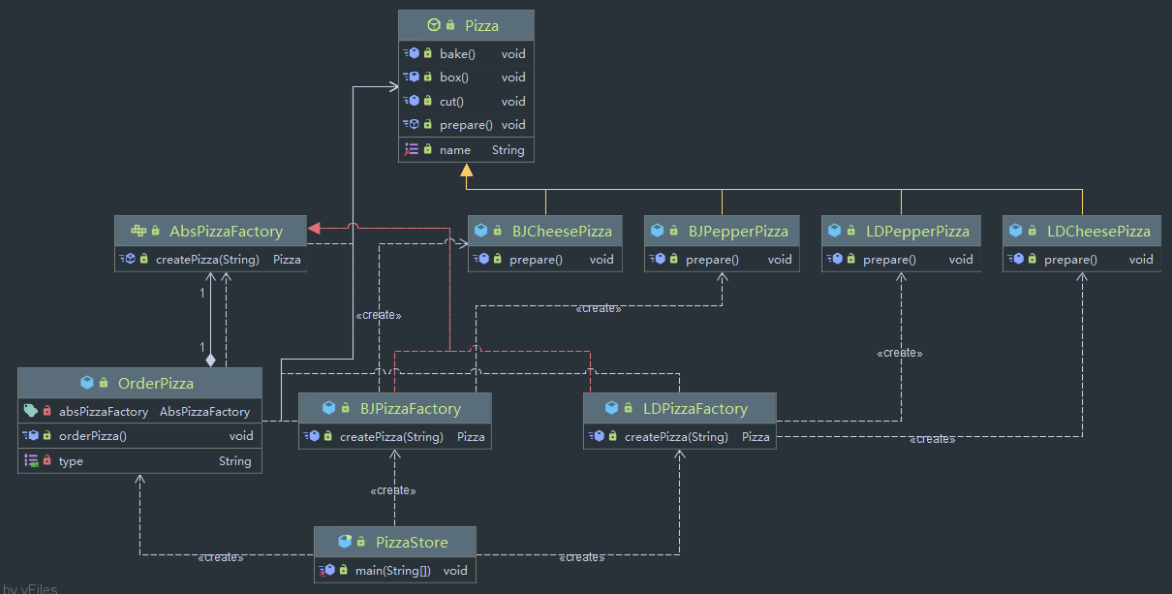 Pizza
bake() void
box() void
cut() void
prepare() void
name String
AbsPizzaFactory
createPizza(String) Pizza
BJCheesePizza
prepare() void
BJPepperPizza
prepare() void
LDPepperPizza
prepare() void
LDCheesePizza
prepare() void
1
«create»
«create»
1
«create»
OrderPizza
absPizzaFactory AbsPizzaFactory
orderPizza() void
type String
BJPizzaFactory
createPizza(String) Pizza
LDPizzaFactory
createPizza(String) Pizza
«create»
«create»
PizzaStore
main(String[]) void
«create»
«create»
by yFiles